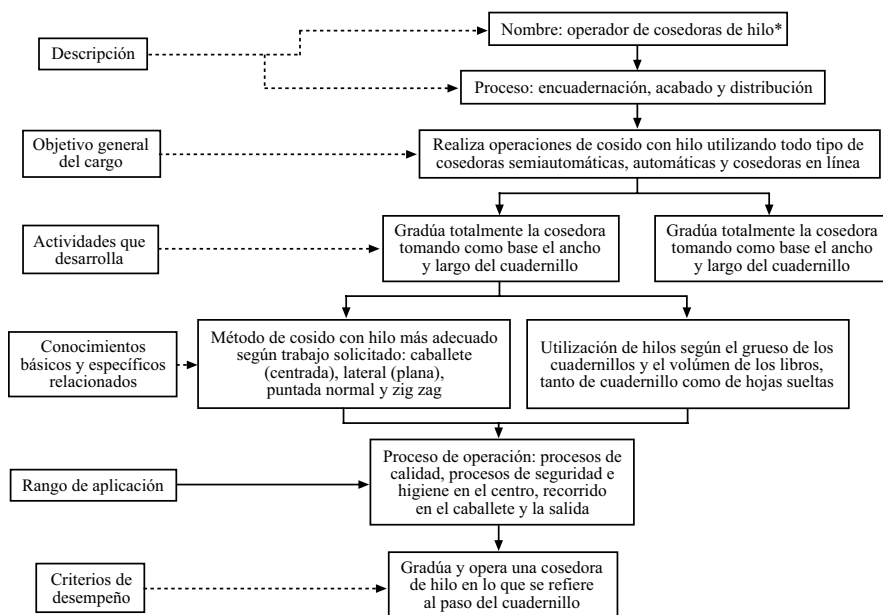 Nombre: operador de cosedoras de hilo*
Descripción
Proceso: encuadernación, acabado y distribución
Objetivo general
del cargo
Realiza operaciones de cosido con hilo utilizando todo tipo de
cosedoras semiautomáticas, automáticas y cosedoras en línea
Actividades que
desarrolla
Gradúa totalmente la cosedora
tomando como base el ancho
y largo del cuadernillo
Gradúa totalmente la cosedora
tomando como base el ancho
y largo del cuadernillo
Conocimientos
básicos y específicos
relacionados
Método de cosido con hilo más adecuado
según trabajo solicitado: caballete
(centrada), lateral (plana),
puntada normal y zig zag
Utilización de hilos según el grueso de los
cuadernillos y el volúmen de los libros,
tanto de cuadernillo como de hojas sueltas
Rango de aplicación
Proceso de operación: procesos de
calidad, procesos de seguridad e
higiene en el centro, recorrido
en el caballete y la salida
Criterios de
desempeño
Gradúa y opera una cosedora
de hilo en lo que se refiere
al paso del cuadernillo